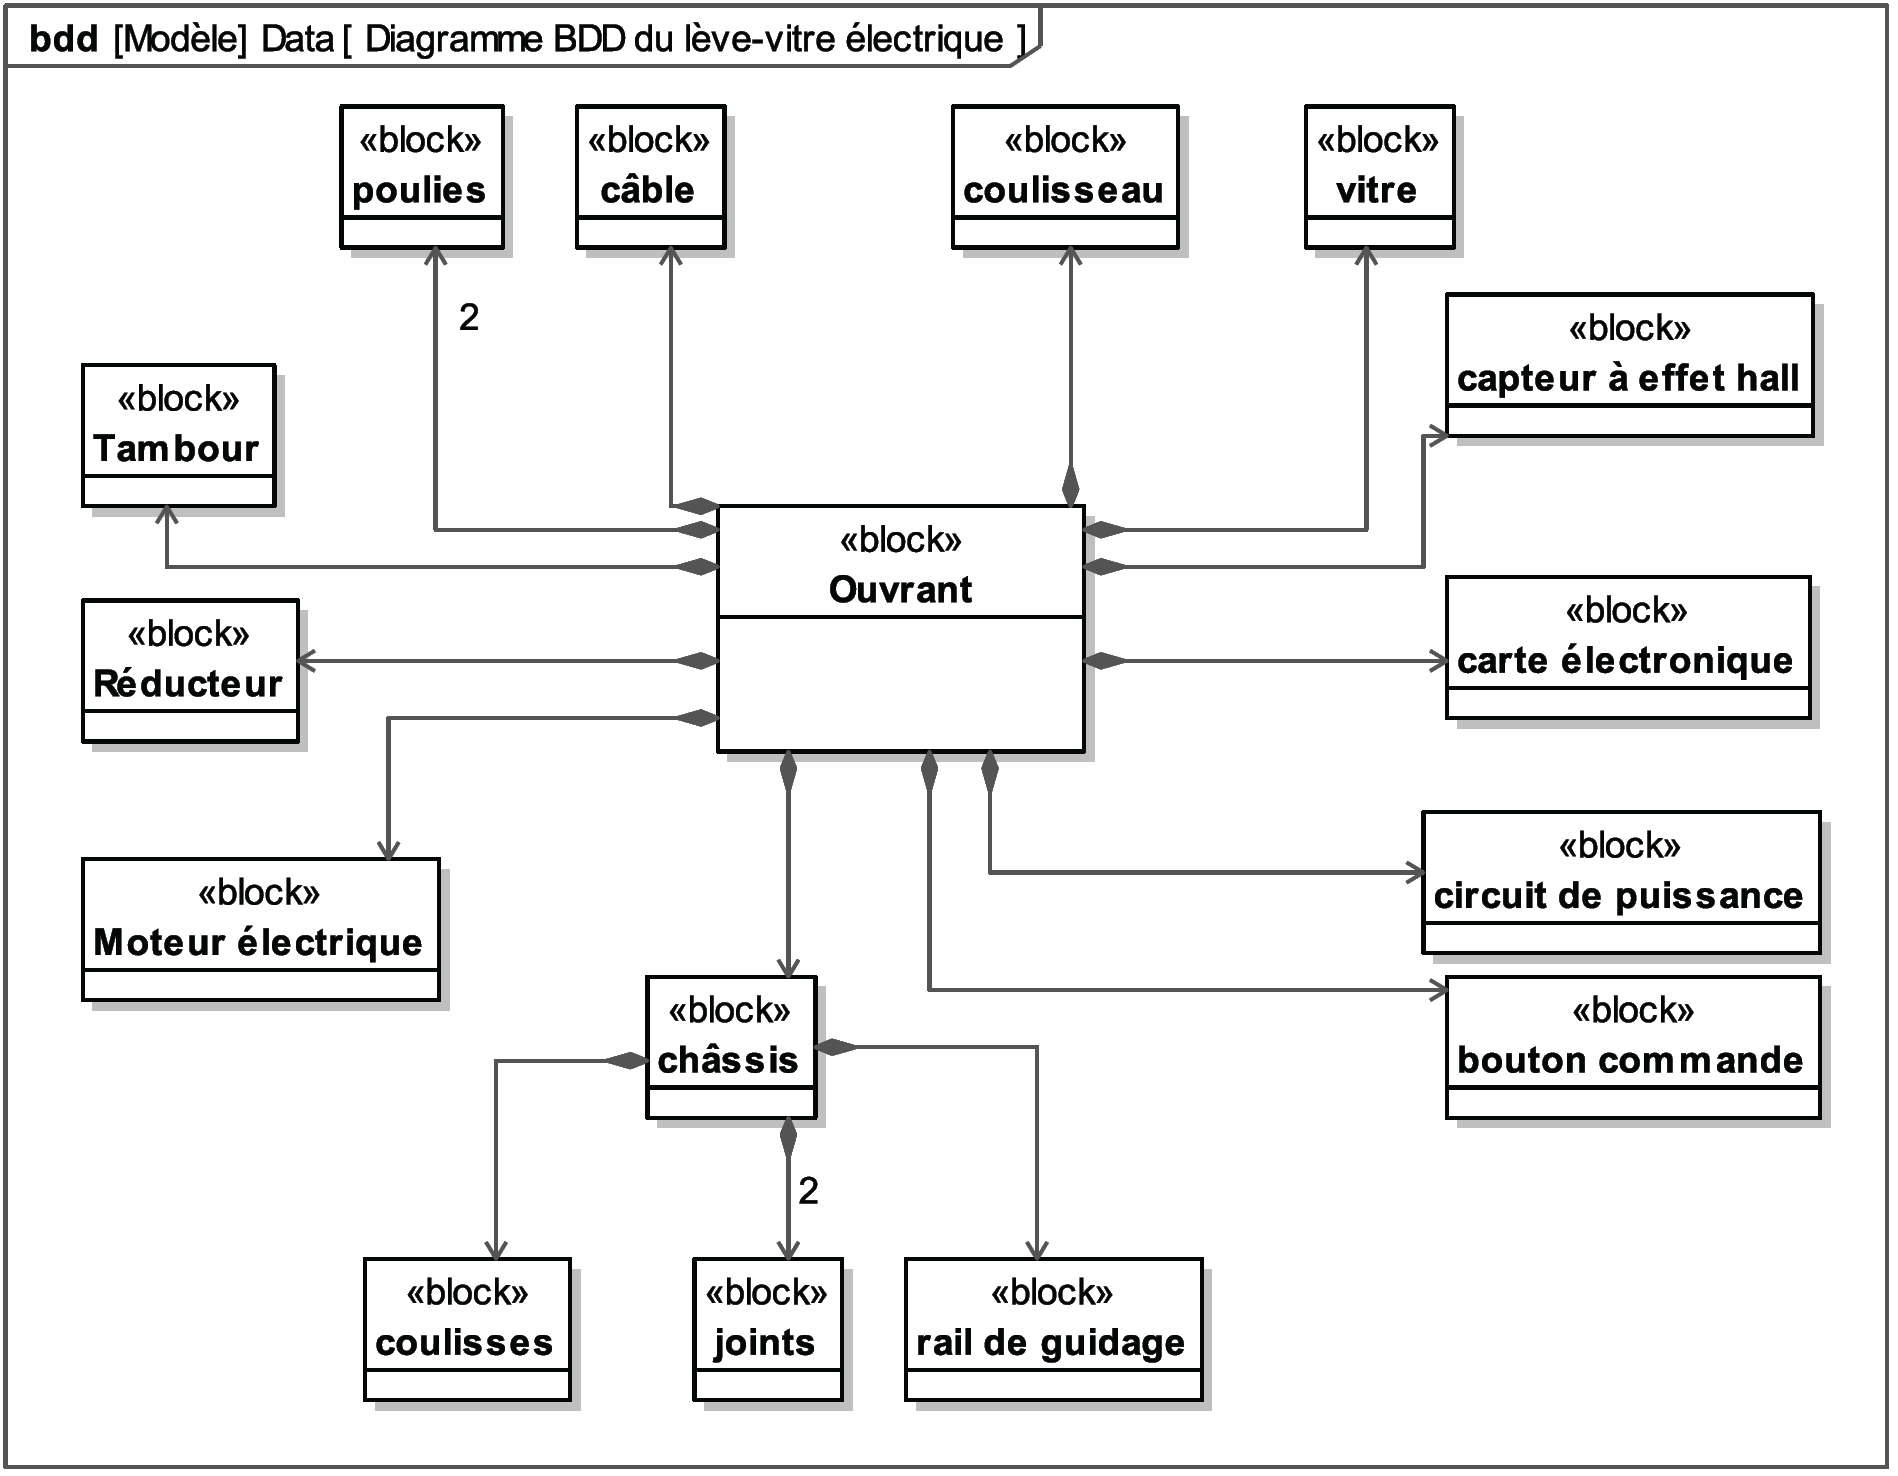 bdd [Modèle] Data [ Diagramme BDD du lève-vitre électrique ]
«block»
poulies
«block»
câble
«block»
coulisseau
«block»
vitre
2
«block»
capteur à effet hall
«block»
Tambour
«block»
Ouvrant
«block»
Réducteur
«block»
carte électronique
«block»
Moteur électrique
«block»
circuit de puissance
«block»
châssis
«block»
bouton commande
2
«block»
coulisses
«block»
joints
«block»
rail de guidage